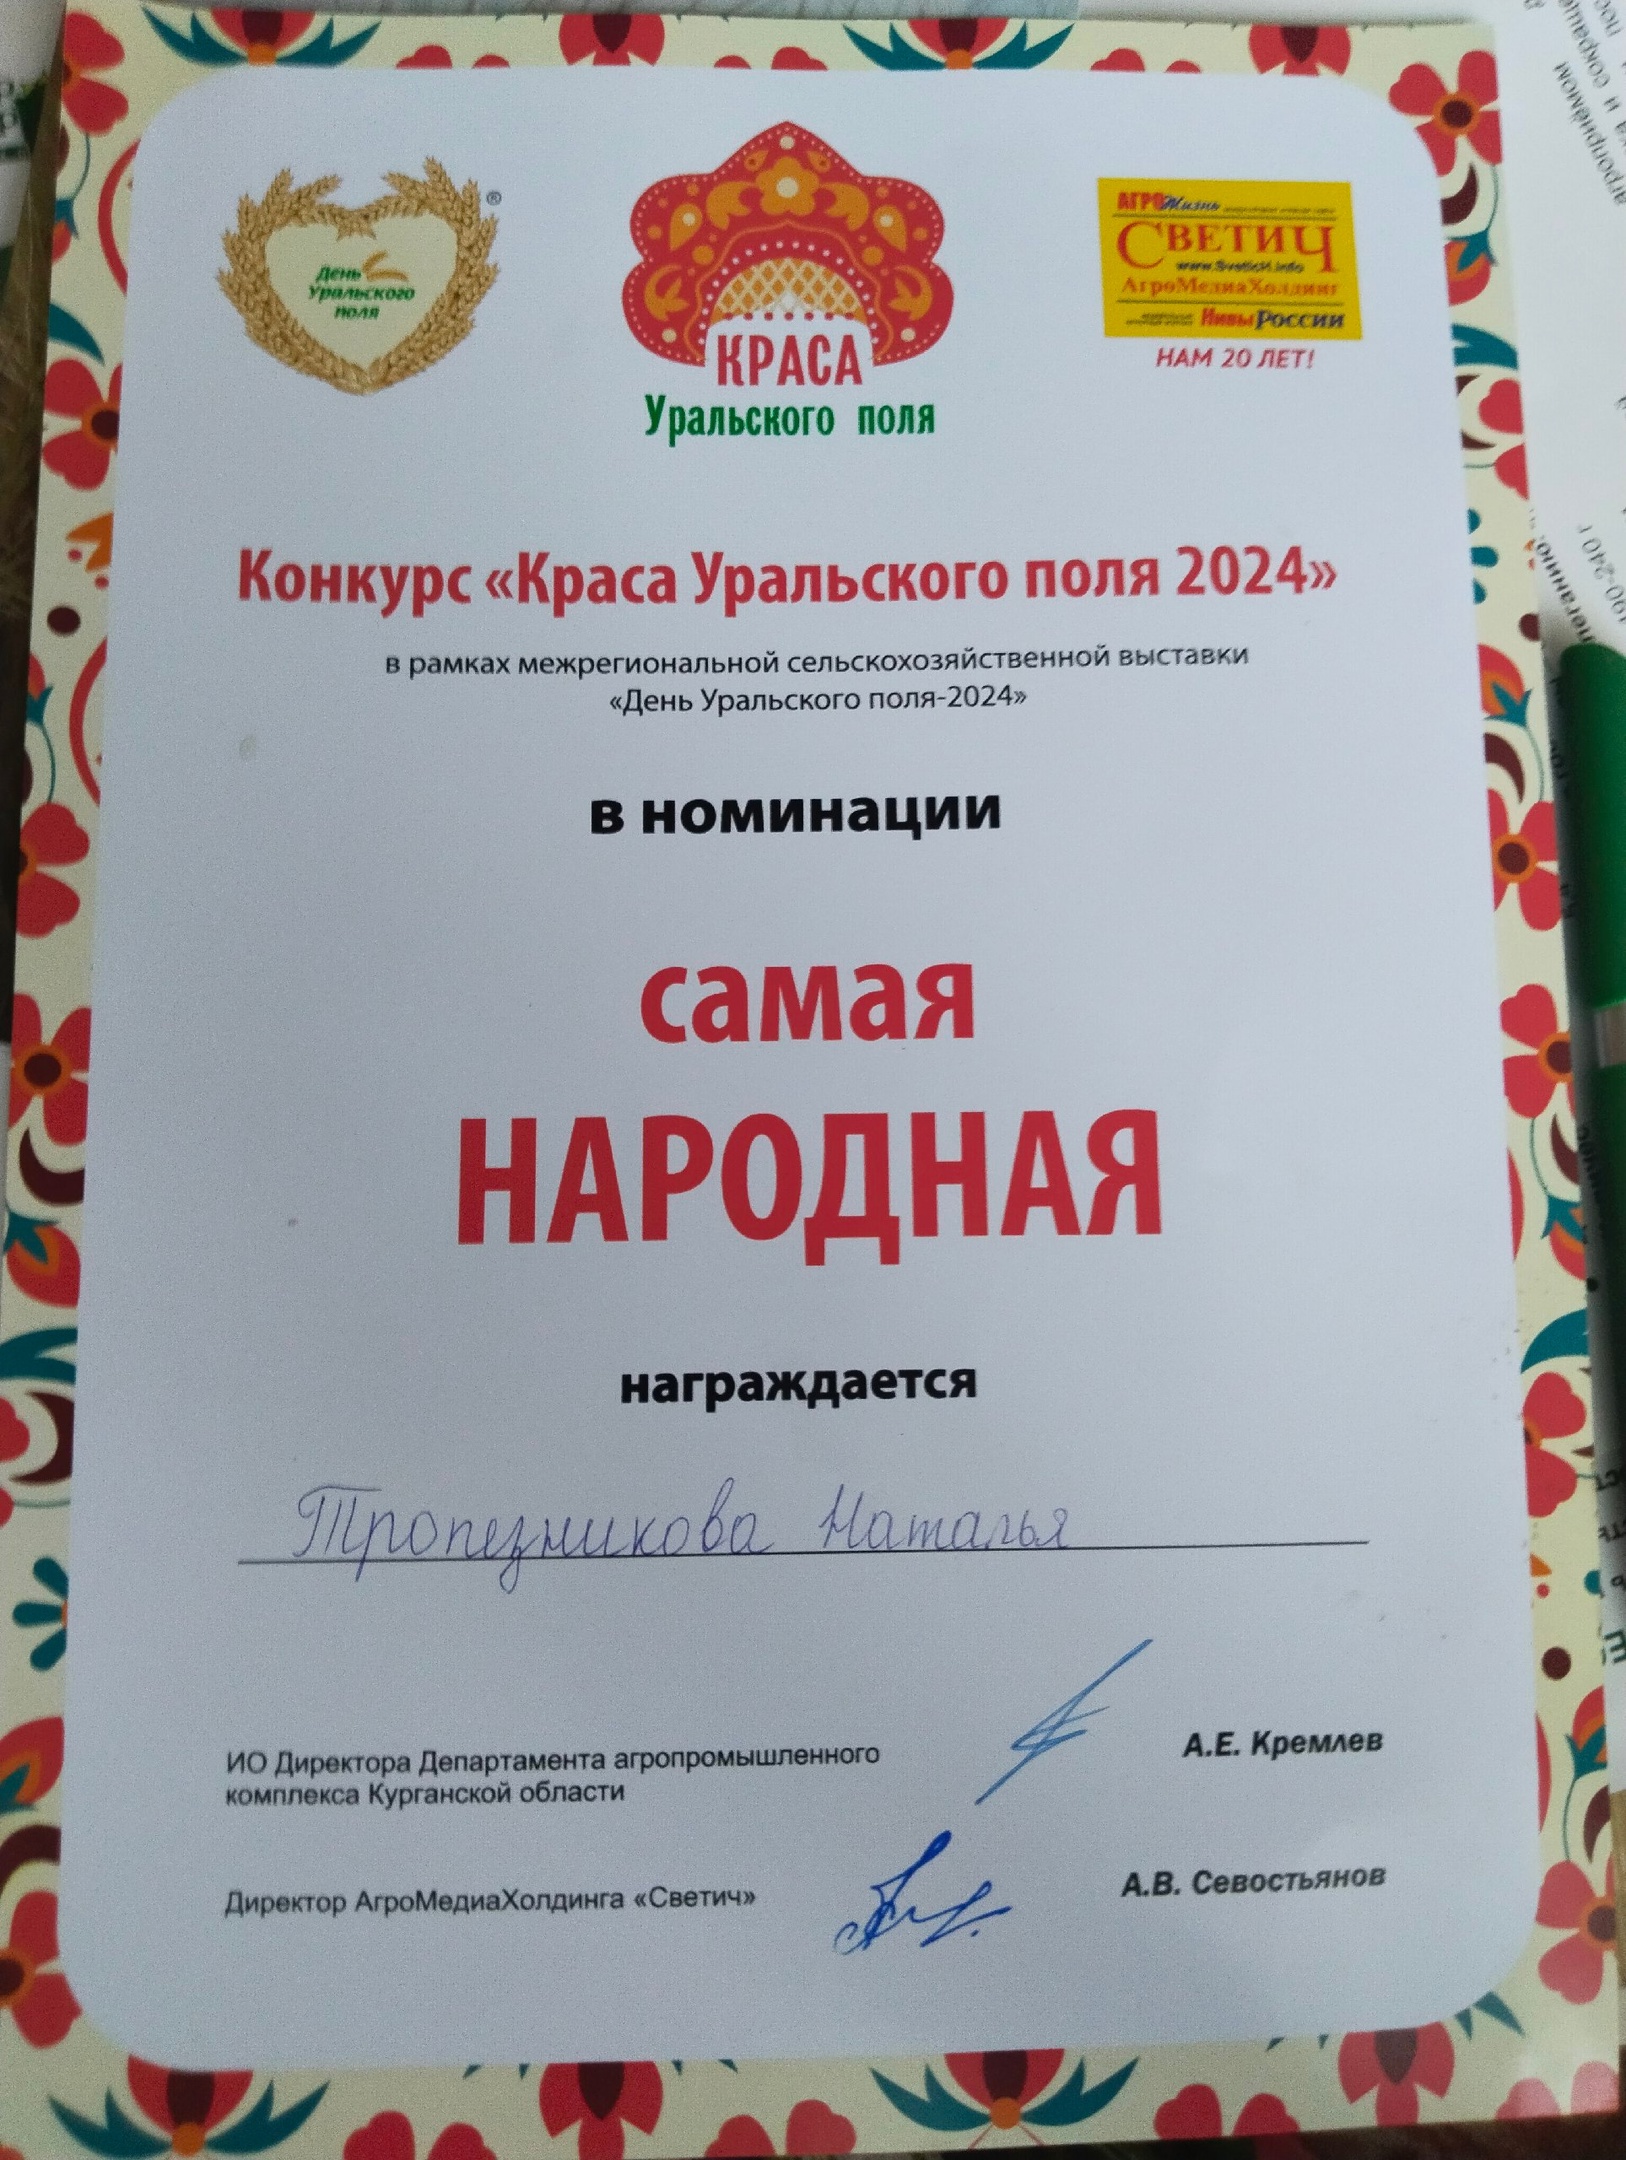 День
Уральского
поля
®
КРАСА
Уральского поля
АГРОЖизнь
СВЕТИЧ
www.Svetich.info
АгроМедиаХолдинг
Нивы России
НАМ 20 ЛЕТ!
Конкурс «Краса Уральского поля 2024»
в рамках межрегиональной сельскохозяйственной выставки
«День Уральского поля-2024»
в номинации
самая
НАРОДНАЯ
награждается
Тропезникова Наталья
ИО Директора Департамента агропромышленного
комплекса Курганской области
А.Е. Кремлев
Директор АгроМедиаХолдинга «Светич»
А.В. Севостьянов